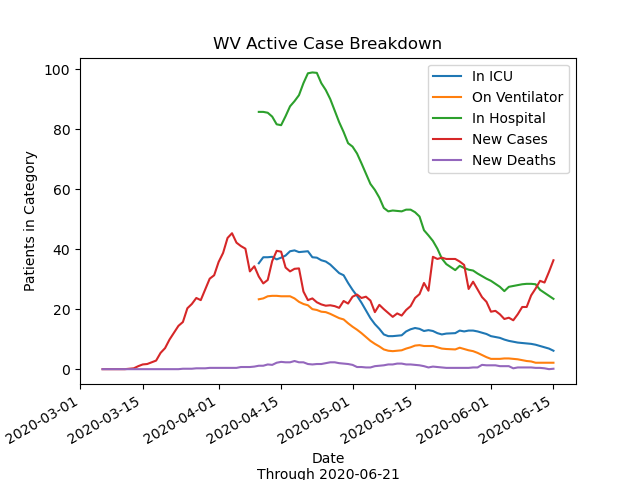 WV Active Case Breakdown
100
80
60
40
20
0
Patients in Category
In ICU
On Ventilator
In Hospital
New Cases
New Deaths
2020-03-01
2020-03-15
2020-04-01
2020-04-15
2020-05-01
2020-05-15
2020-06-01
2020-06-15
Date
Through 2020-06-21